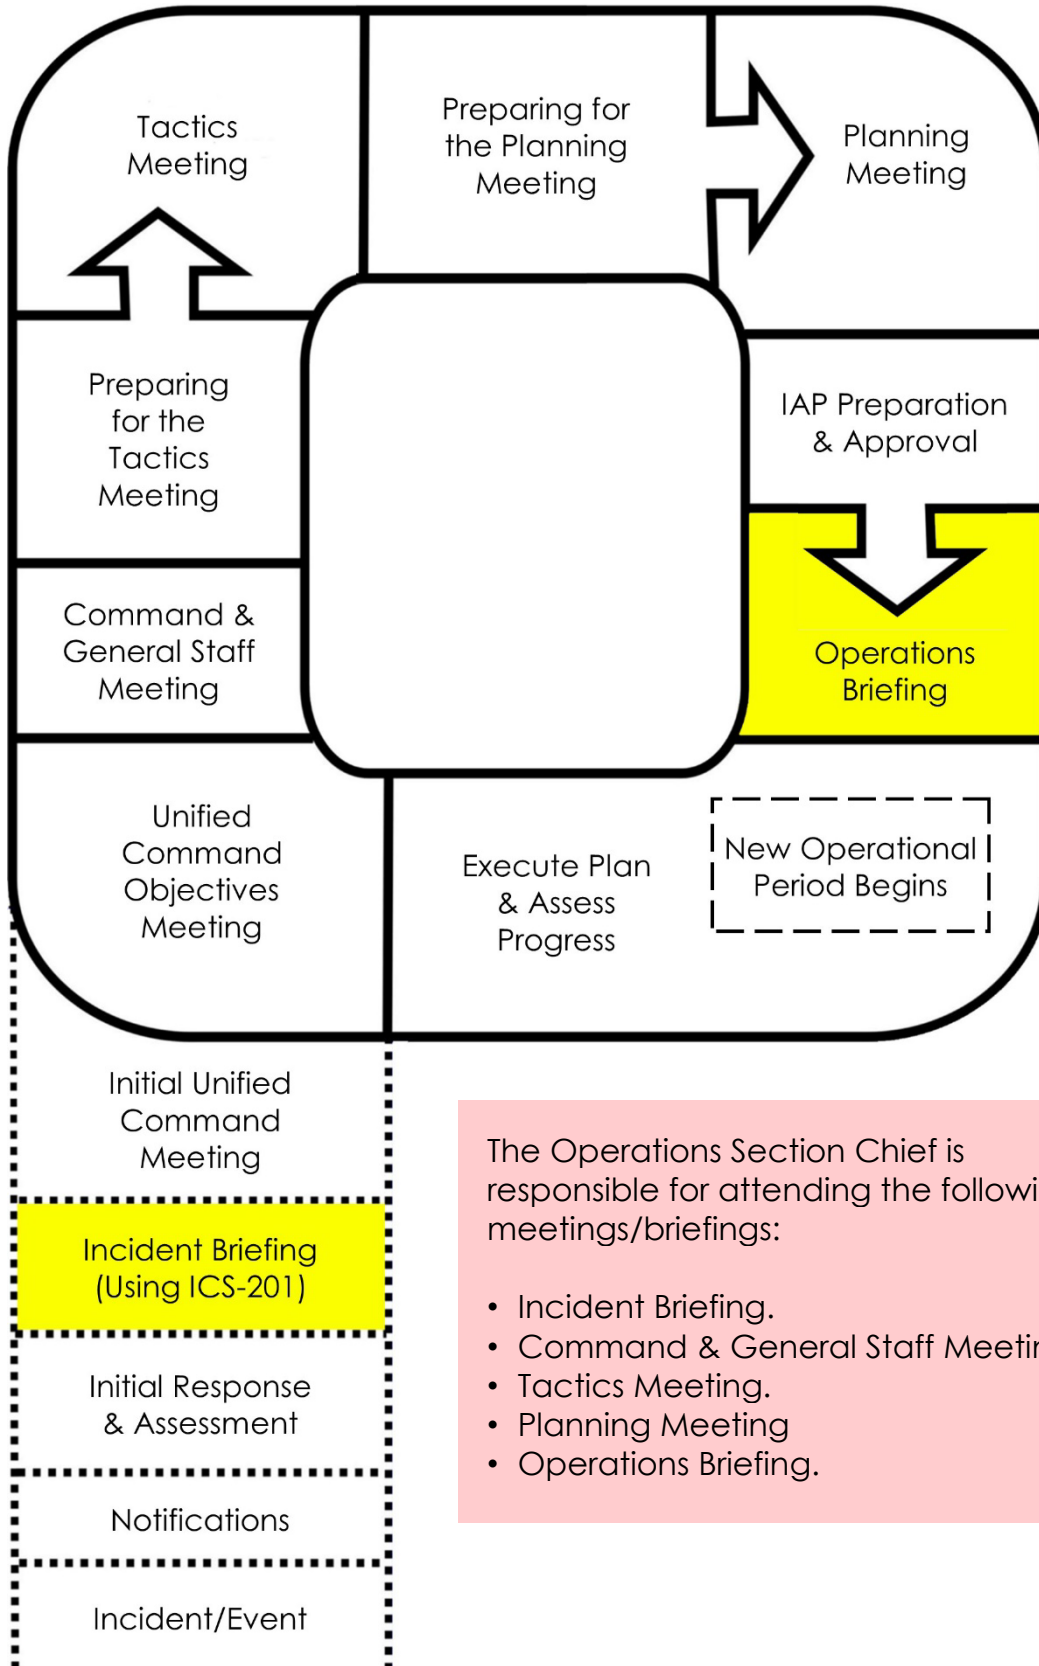 Tactics
Meeting
Preparing for
the Planning
Meeting
Planning
Meeting
Preparing
for the
Tactics
Meeting
IAP Preparation
& Approval
Command &
General Staff
Meeting
Operations
Briefing
Unified
Command
Objectives
Meeting
Execute Plan
& Assess
Progress
New Operational
Period Begins
Initial Unified
Command
Meeting
Incident Briefing
(Using ICS-201)
Initial Response
& Assessment
Notifications
Incident/Event
The Operations Section Chief is
responsible for attending the
meetings/briefings:
• Incident Briefing.
• Command & General Staff
• Tactics Meeting.
• Planning Meeting
• Operations Briefing.